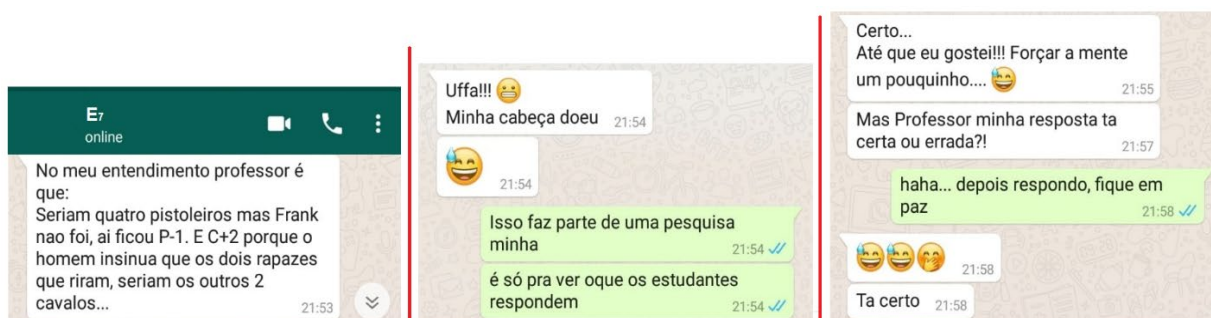 E7
online
No meu entendimento professor é
que:
Seriam quatro pistoleiros mas Frank
nao foi, ai ficou P-1. E C+2 porque o
homem insinua que os dois rapazes
que riram, seriam os outros 2
cavalos...
21:53
Uffa!!! 😬
Minha cabeça doeu 21:54
😅
21:54
Isso faz parte de uma pesquisa
minha 21:54
é só pra ver oque os estudantes
respondem 21:54
Certo...
Até que eu gostei!!! Forçar a mente
um pouquinho.... 😅 21:55
Mas Professor minha resposta ta
certa ou errada?! 21:57
haha... depois respondo, fique em
paz 21:58
😅😅🤭 21:58
Ta certo 21:58